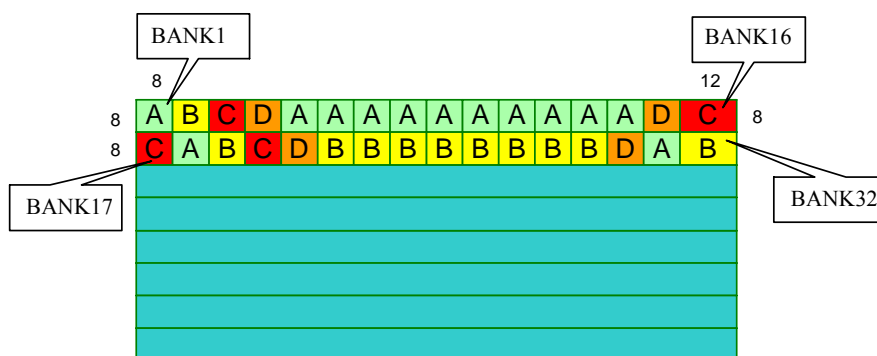 BANK1 BANK16
8 12
8 A B C D A A A A A A A A A A D C 8
8 C A B C D B B B B B B B B D A B
BANK17 BANK32